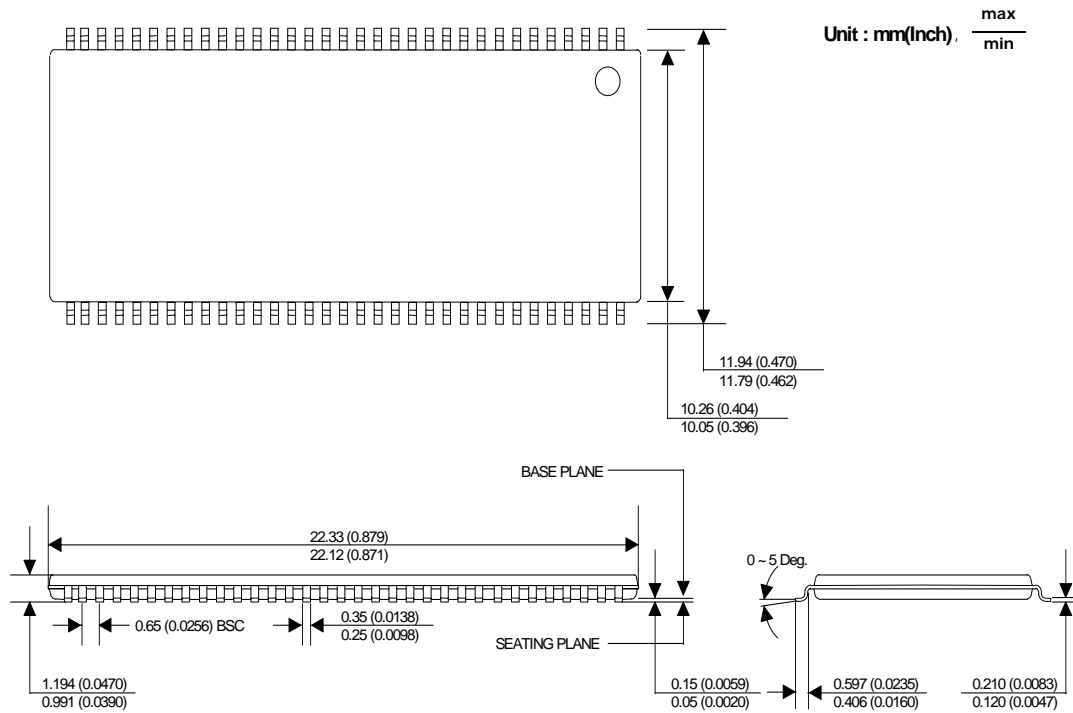 Unit : mm(Inch), max
min
11.94 (0.470)
11.79 (0.462)
10.26 (0.404)
10.05 (0.396)
BASE PLANE
22.33 (0.879)
22.12 (0.871)
0 ~ 5 Deg.
0.65 (0.0256) BSC
0.35 (0.0138)
0.25 (0.0098)
SEATING PLANE
1.194 (0.0470)
0.991 (0.0390)
0.15 (0.0059)
0.05 (0.0020)
0.597 (0.0235)
0.406 (0.0160)
0.210 (0.0083)
0.120 (0.0047)